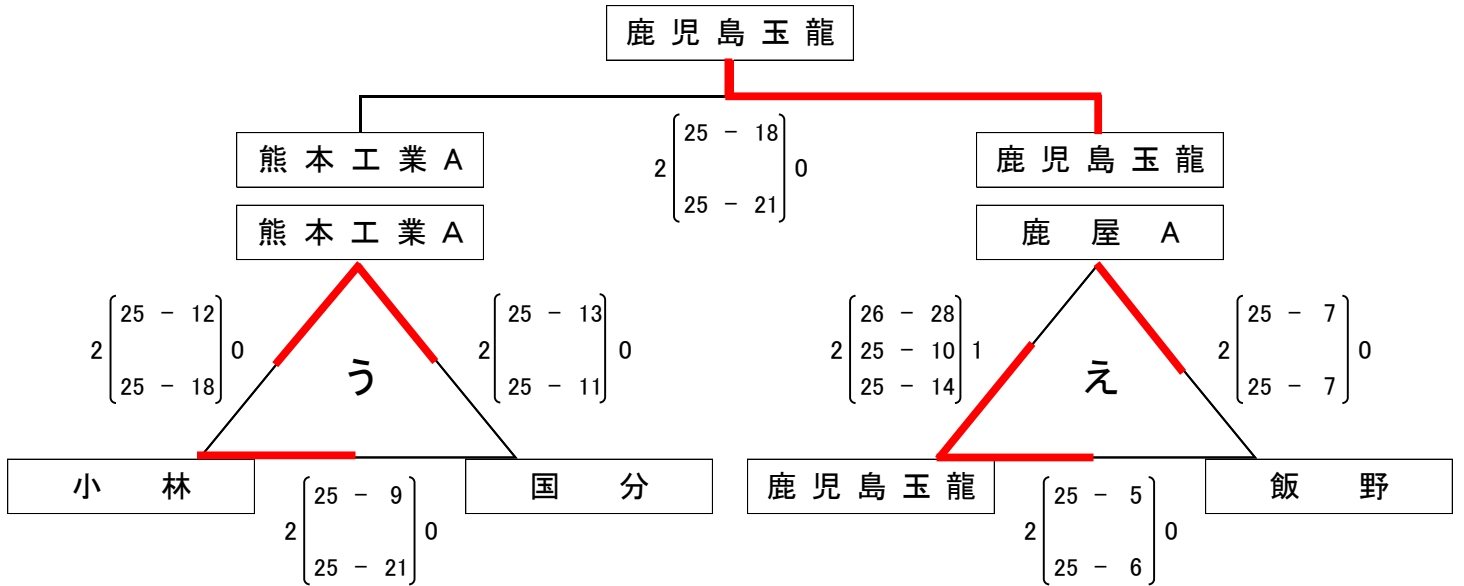 鹿児島玉龍
熊本工業A
2 25 － 18 0
25 － 21
鹿児島玉龍
熊本工業A
鹿屋A
2 25 － 12 0
25 － 18
2 25 － 13 0
25 － 11
う
26 － 28
2 25 － 10 1
25 － 14
2 25 － 7 0
25 － 7
え
小林
国分
鹿児島玉龍
飯野
2 25 － 9 0
25 － 21
2 25 － 5 0
25 － 6